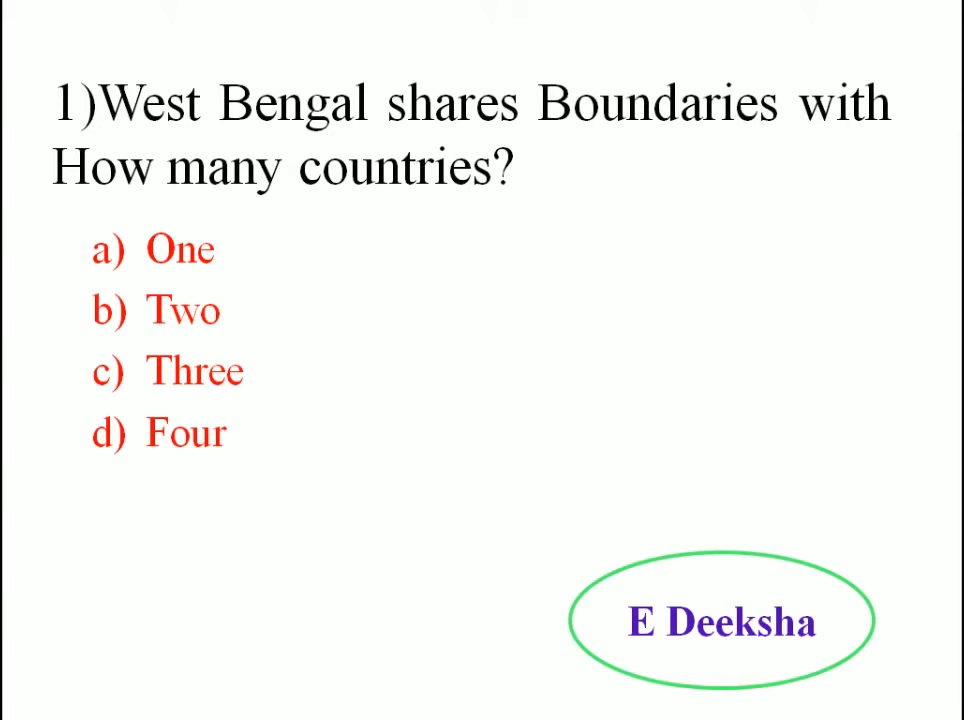 1)West Bengal shares Boundaries with
How many countries?
a) One
b) Two
c) Three
d) Four
E Deeksha